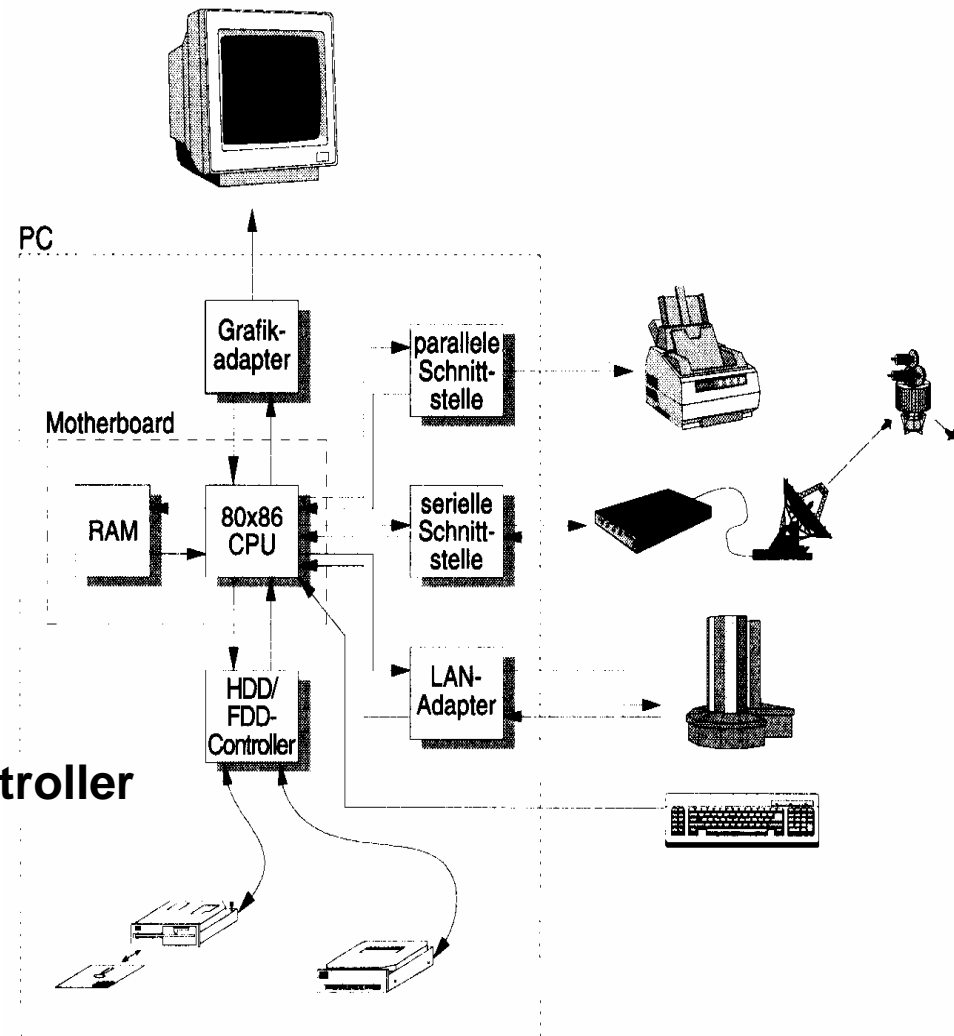 PC
Grafik-
adapter
parallele
Schnitt-
stelle
Motherboard
RAM
80x86
CPU
serielle
Schnitt-
stelle
HDD/
FDD-
Controller
LAN-
Adapter
troller